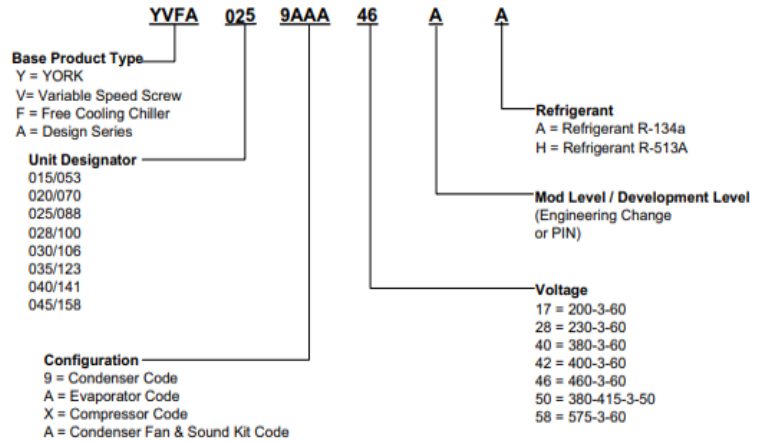 YVFA 025 9AAA 46 A A
Base Product Type
Y = YORK
V= Variable Speed Screw
F = Free Cooling Chiller
A = Design Series
Unit Designator
015/053
020/070
025/088
028/100
030/106
035/123
040/141
045/158
Configuration
9 = Condenser Code
A = Evaporator Code
X = Compressor Code
A = Condenser Fan & Sound Kit Code
Refrigerant
A = Refrigerant R-134a
H = Refrigerant R-513A
Mod Level / Development Level
(Engineering Change
or PIN)
Voltage
17 = 200-3-60
28 = 230-3-60
40 = 380-3-60
42 = 400-3-60
46 = 460-3-60
50 = 380-415-3-50
58 = 575-3-60